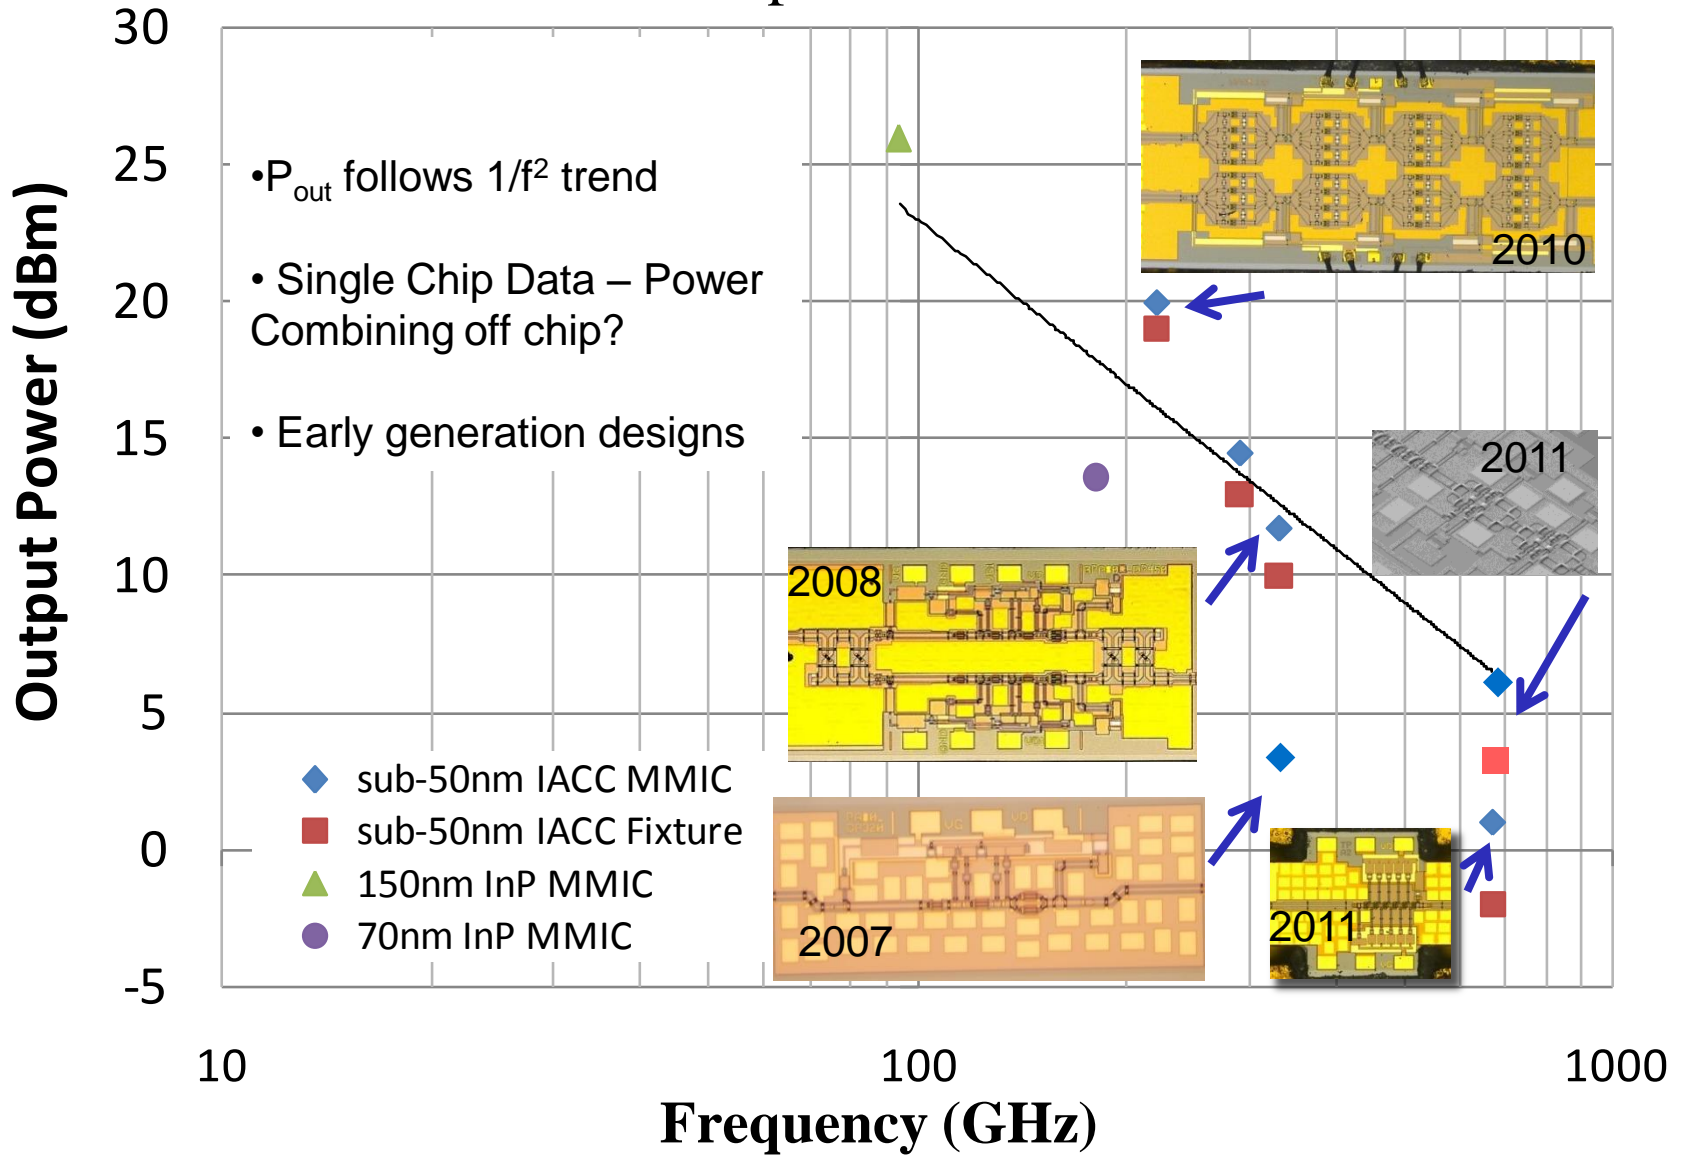 30
25
20
15
10
5
0
-5
Output Power (dBm)
•Pout follows 1/f² trend
• Single Chip Data – Power
Combining off chip?
• Early generation designs
2010
2011
2008
2007
2011
sub-50nm IACC MMIC
sub-50nm IACC Fixture
150nm InP MMIC
70nm InP MMIC
10
100
1000
Frequency (GHz)